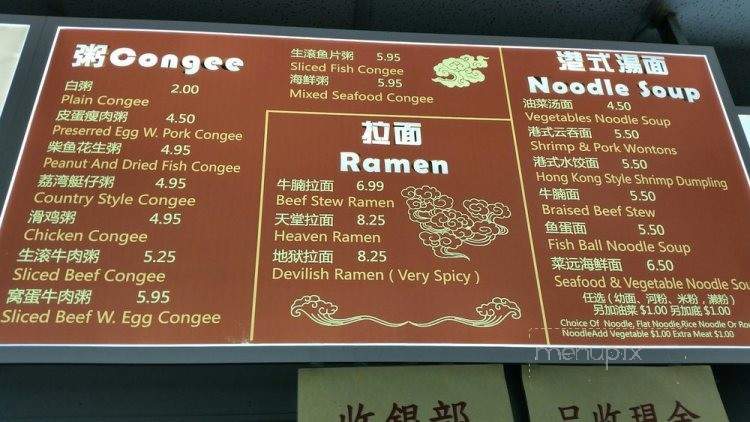 粥Congee
白粥 2.00
Plain Congee
皮蛋瘦肉粥 4.50
Preserred Egg W. Pork Congee
柴鱼花生粥 4.95
Peanut And Dried Fish Congee
荔湾艇仔粥 4.95
Country Style Congee
滑鸡粥 4.95
Chicken Congee
生滚牛肉粥 5.25
Sliced Beef Congee
窝蛋牛肉粥 5.95
Sliced Beef W. Egg Congee
生滚鱼片粥 5.95
Sliced Fish Congee
海鲜粥 5.95
Mixed Seafood Congee
拉面
Ramen
牛腩拉面 6.99
Beef Stew Ramen
天堂拉面 8.25
Heaven Ramen
地狱拉面 8.25
Devilish Ramen ( Very Spicy )
港式湯面
Noodle Soup
油菜汤面 4.50
Vegetables Noodle Soup
港式云吞面 5.50
Shrimp & Pork Wontons
港式水饺面 5.50
Hong Kong Style Shrimp Dumpling
牛腩面 5.50
Braised Beef Stew
鱼蛋面 5.50
Fish Ball Noodle Soup
菜远海鲜面 6.50
Seafood & Vegetable Noodle Sou
任选（幼面、河粉、米粉，濑粉）
另加油菜 $1.00 另加底 $1.00
Choice Of Noodle, Flat Noodle,Rice Noodle Or Rou
NoodleAdd Vegetable $1.00 Extra Meat $1.00
menupix
收銀部
只收現金